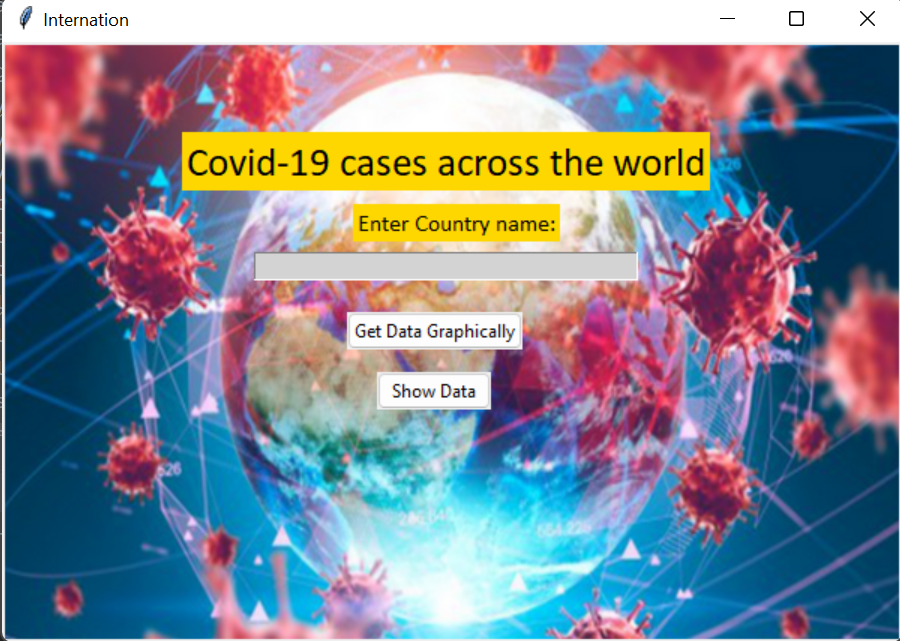 Internation
Covid-19 cases across the world
Enter Country name:
Get Data Graphically
Show Data